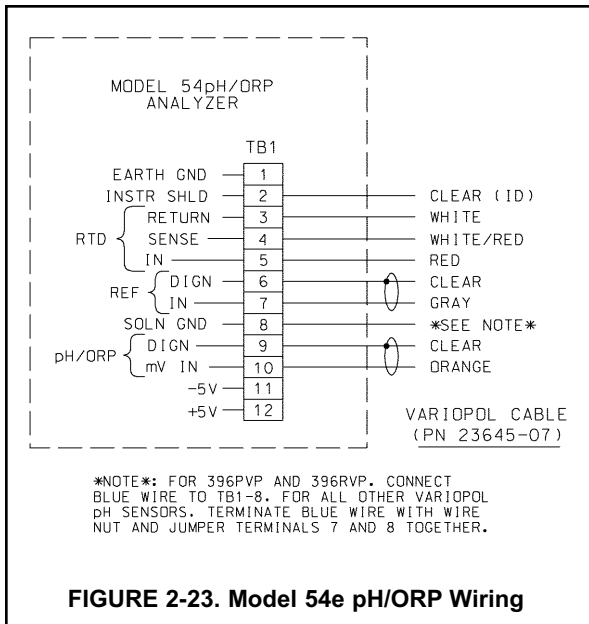 MODEL 54pH/ORP
ANALYZER
TB1
EARTH GND 1
INSTR SHLD 2 CLEAR (ID)
RTD RETURN 3 WHITE
SENSE 4 WHITE/RED
IN 5 RED
REF DIGN 6 CLEAR
IN 7 GRAY
SOLN GND 8 *SEE NOTE*
pH/ORP DIGN 9 CLEAR
mV IN 10 ORANGE
-5V 11
+5V 12
VARIOPOL CABLE
(PN 23645-07)
*NOTE*: FOR 396PVP AND 396RVP. CONNECT
BLUE WIRE TO TB1-8. FOR ALL OTHER VARIOPOL
pH SENSORS. TERMINATE BLUE WIRE WITH WIRE
NUT AND JUMPER TERMINALS 7 AND 8 TOGETHER.
FIGURE 2-23. Model 54e pH/ORP Wiring